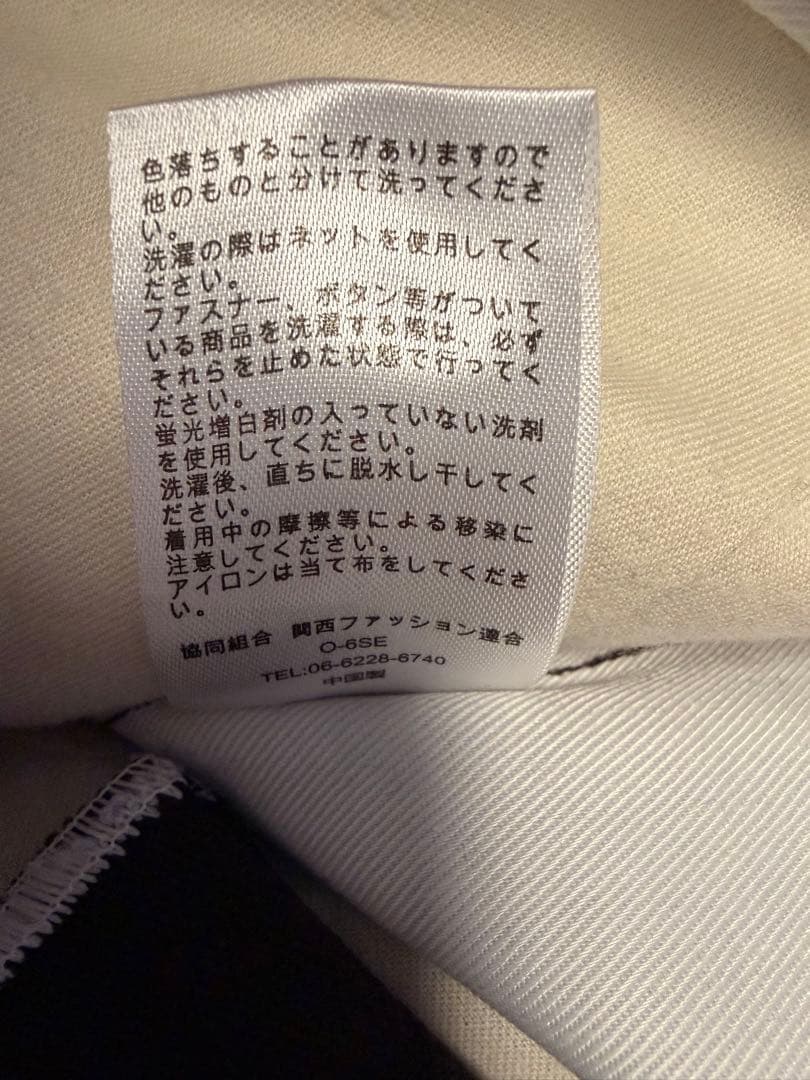 色落ちすることがありますので
他のものと分けて洗ってくださ
い。
洗濯の際はネットを使用してく
ださい。
ファスナー、ボタン等がついて
いる商品を洗濯する際は、必ず
それらを止めた状態で行ってく
ださい。
蛍光増白剤の入っていない洗剤
を使用してください。
洗濯後、直ちに脱水し干してく
ださい。
着用中の摩擦等による移染に
注意してください。
アイロンは当て布をしてくださ
い。
協同組合 関西ファッション連合
O-6SE
TEL:06-6228-6740
中国製